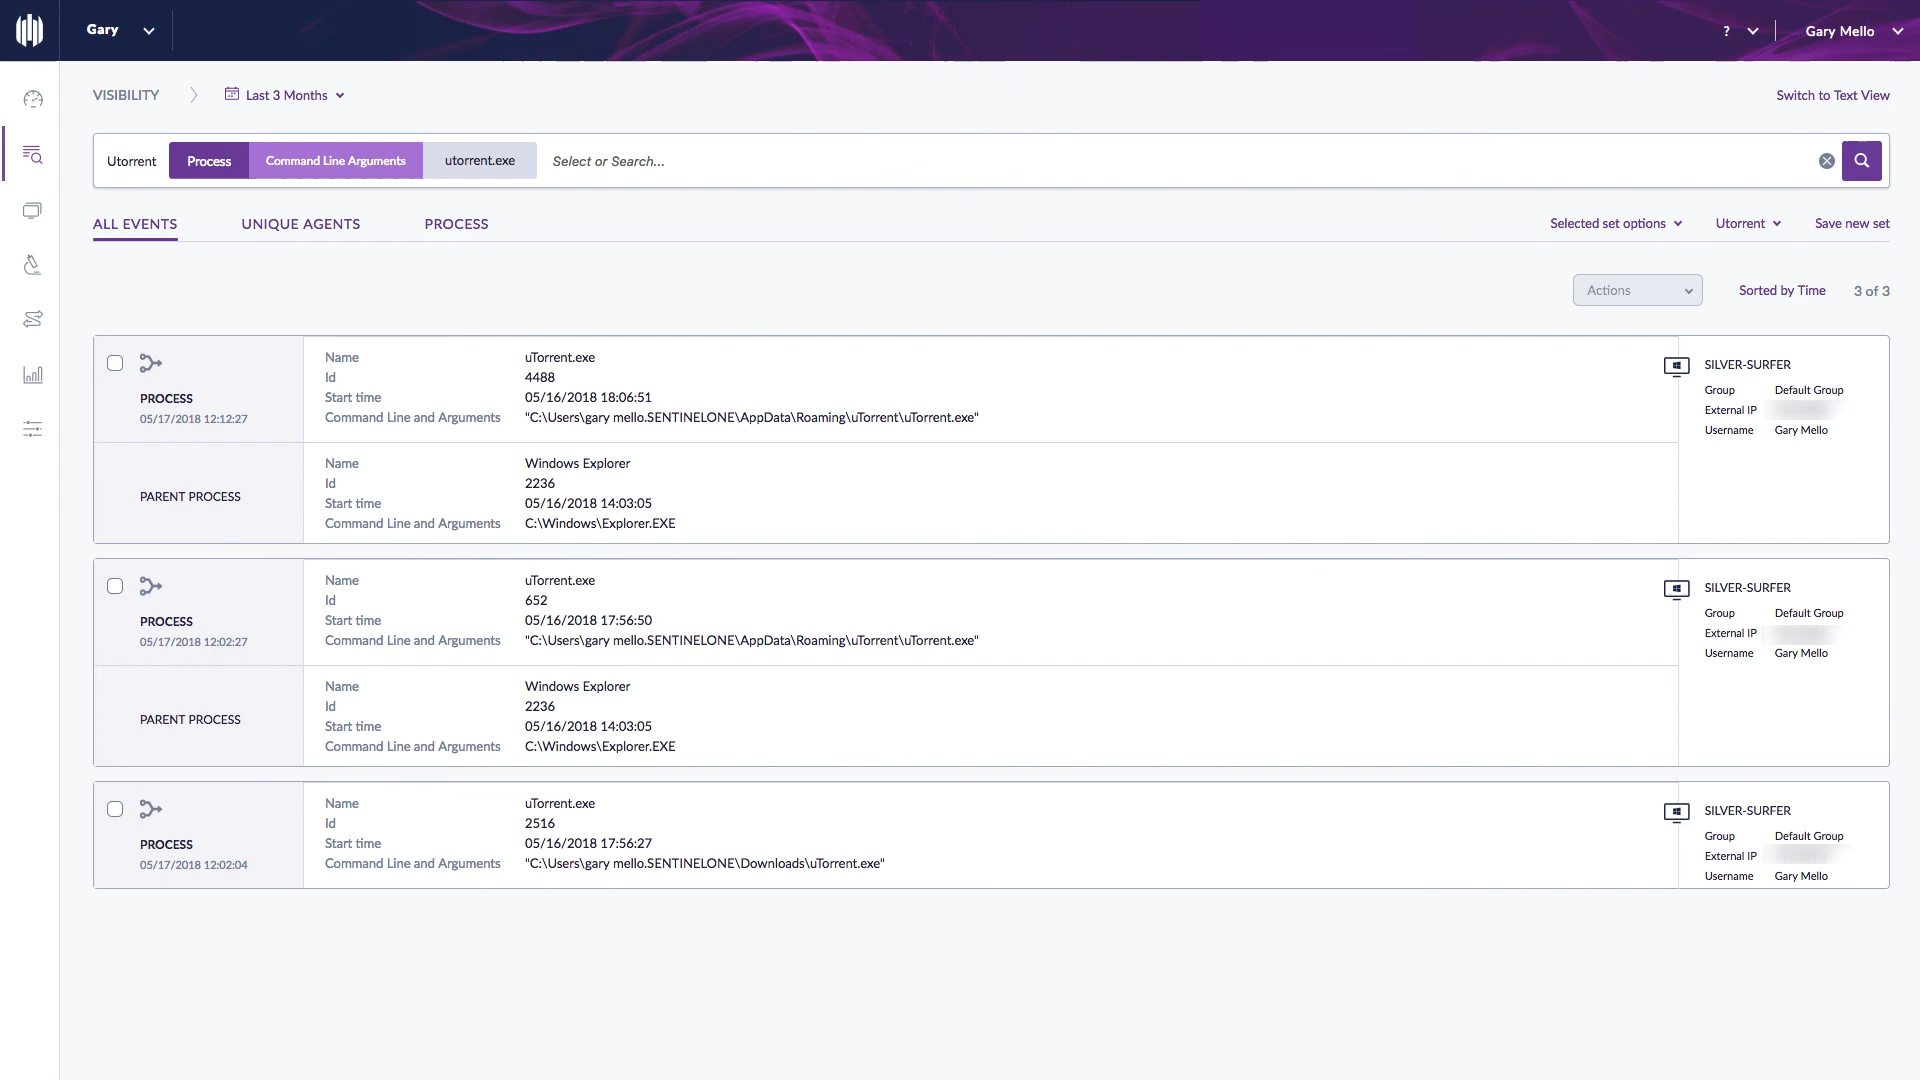 Gary
?
Gary Mello
VISIBILITY
Last 3 Months
Switch to Text View
Utorrent Process Command Line Arguments utorrent.exe Select or Search...
ALL EVENTS UNIQUE AGENTS PROCESS
Selected set options Utorrent Save new set
Actions Sorted by Time 3 of 3
PROCESS
05/17/2018 12:12:27
Name uTorrent.exe
Id 4488
Start time 05/16/2018 18:06:51
Command Line and Arguments "C:\Users\gary mello.SENTINELONE\AppData\Roaming\uTorrent\uTorrent.exe"
SILVER-SURFER
Group Default Group
External IP
Username Gary Mello
PARENT PROCESS
Name Windows Explorer
Id 2236
Start time 05/16/2018 14:03:05
Command Line and Arguments C:\Windows\Explorer.EXE
PROCESS
05/17/2018 12:02:27
Name uTorrent.exe
Id 652
Start time 05/16/2018 17:56:50
Command Line and Arguments "C:\Users\gary mello.SENTINELONE\AppData\Roaming\uTorrent\uTorrent.exe"
SILVER-SURFER
Group Default Group
External IP
Username Gary Mello
PARENT PROCESS
Name Windows Explorer
Id 2236
Start time 05/16/2018 14:03:05
Command Line and Arguments C:\Windows\Explorer.EXE
PROCESS
05/17/2018 12:02:04
Name uTorrent.exe
Id 2516
Start time 05/16/2018 17:56:27
Command Line and Arguments "C:\Users\gary mello.SENTINELONE\Downloads\uTorrent.exe"
SILVER-SURFER
Group Default Group
External IP
Username Gary Mello